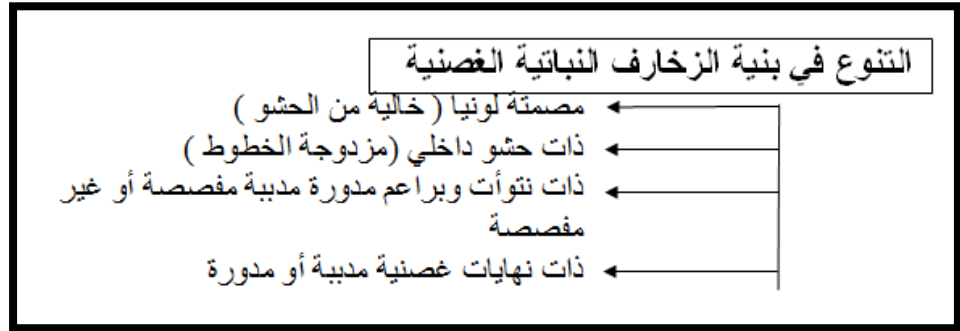 التنوع في بنية الزخارف النباتية الغصنية
مصمتة لونيا ( خالية من الحشو )
ذات حشو داخلي (مزدوجة الخطوط )
ذات نتوأت وبراعم مدورة مدببة مفصصة أو غير
مفصصة
ذات نهايات غصنية مدببة أو مدورة